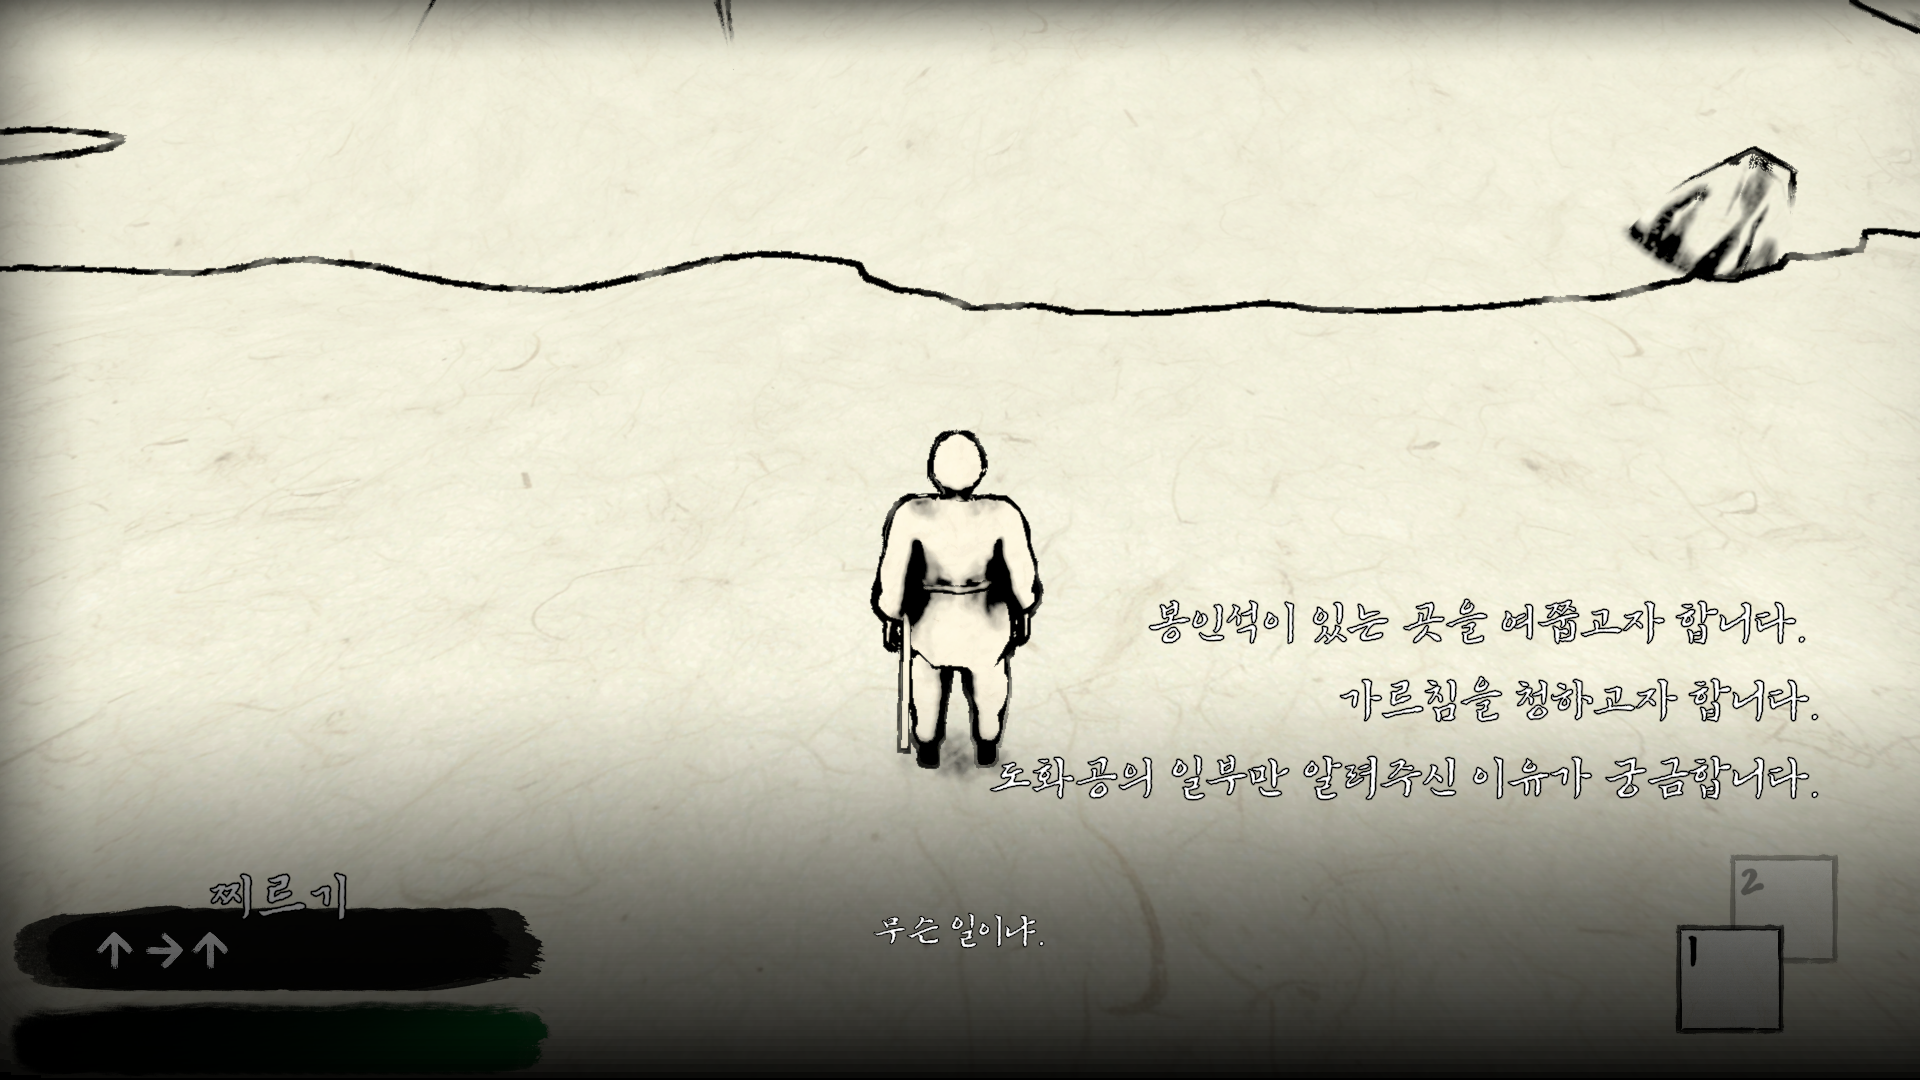 봉인석이 있는 곳을 여쭙고자 합니다.
가르침을 청하고자 합니다.
도화공의 일부만 알려주신 이유가 궁금합니다.
찌르기
↑→↑
무슨 일이냐.
2
1